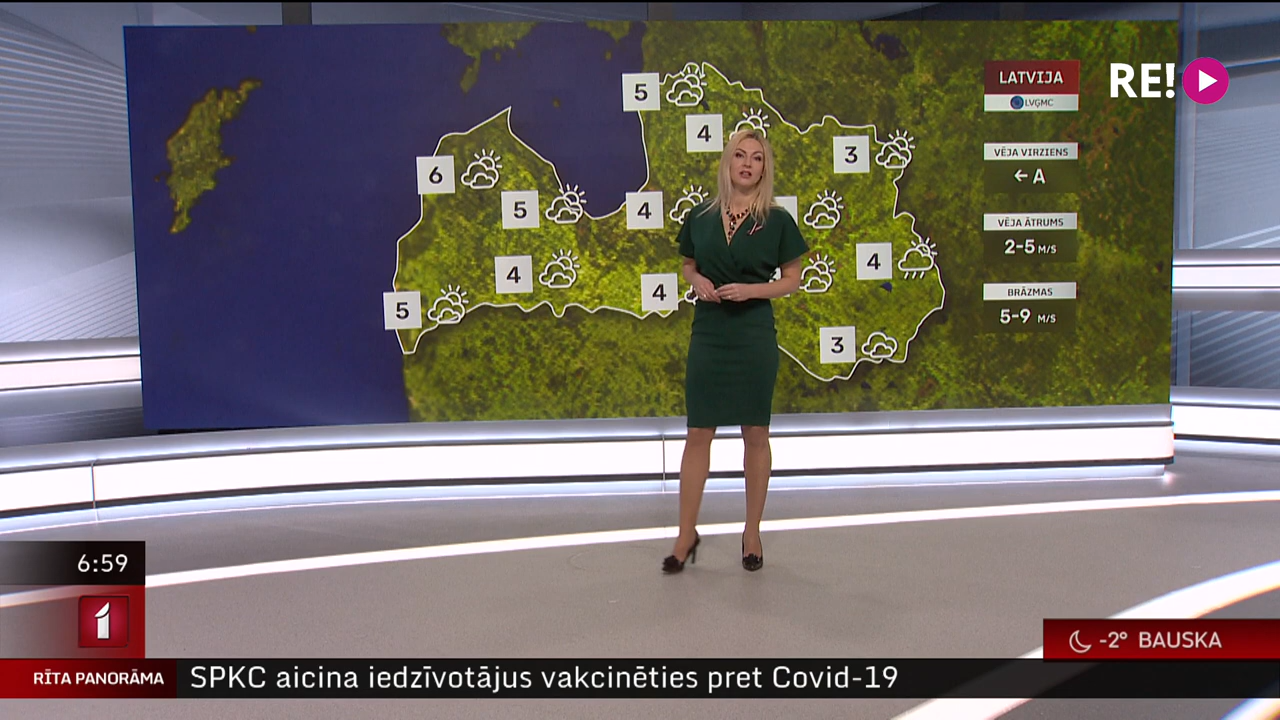 RE!
LATVIJA
LVĢMC
VĒJA VIRZIENS
← A
VĒJA ĀTRUMS
2-5 M/S
BRĀZMAS
5-9 M/S
5
4
3
6
5
4
4
4
5
4
3
6:59
1
-2° BAUSKA
RĪTA PANORĀMA
SPKC aicina iedzīvotājus vakcinēties pret Covid-19